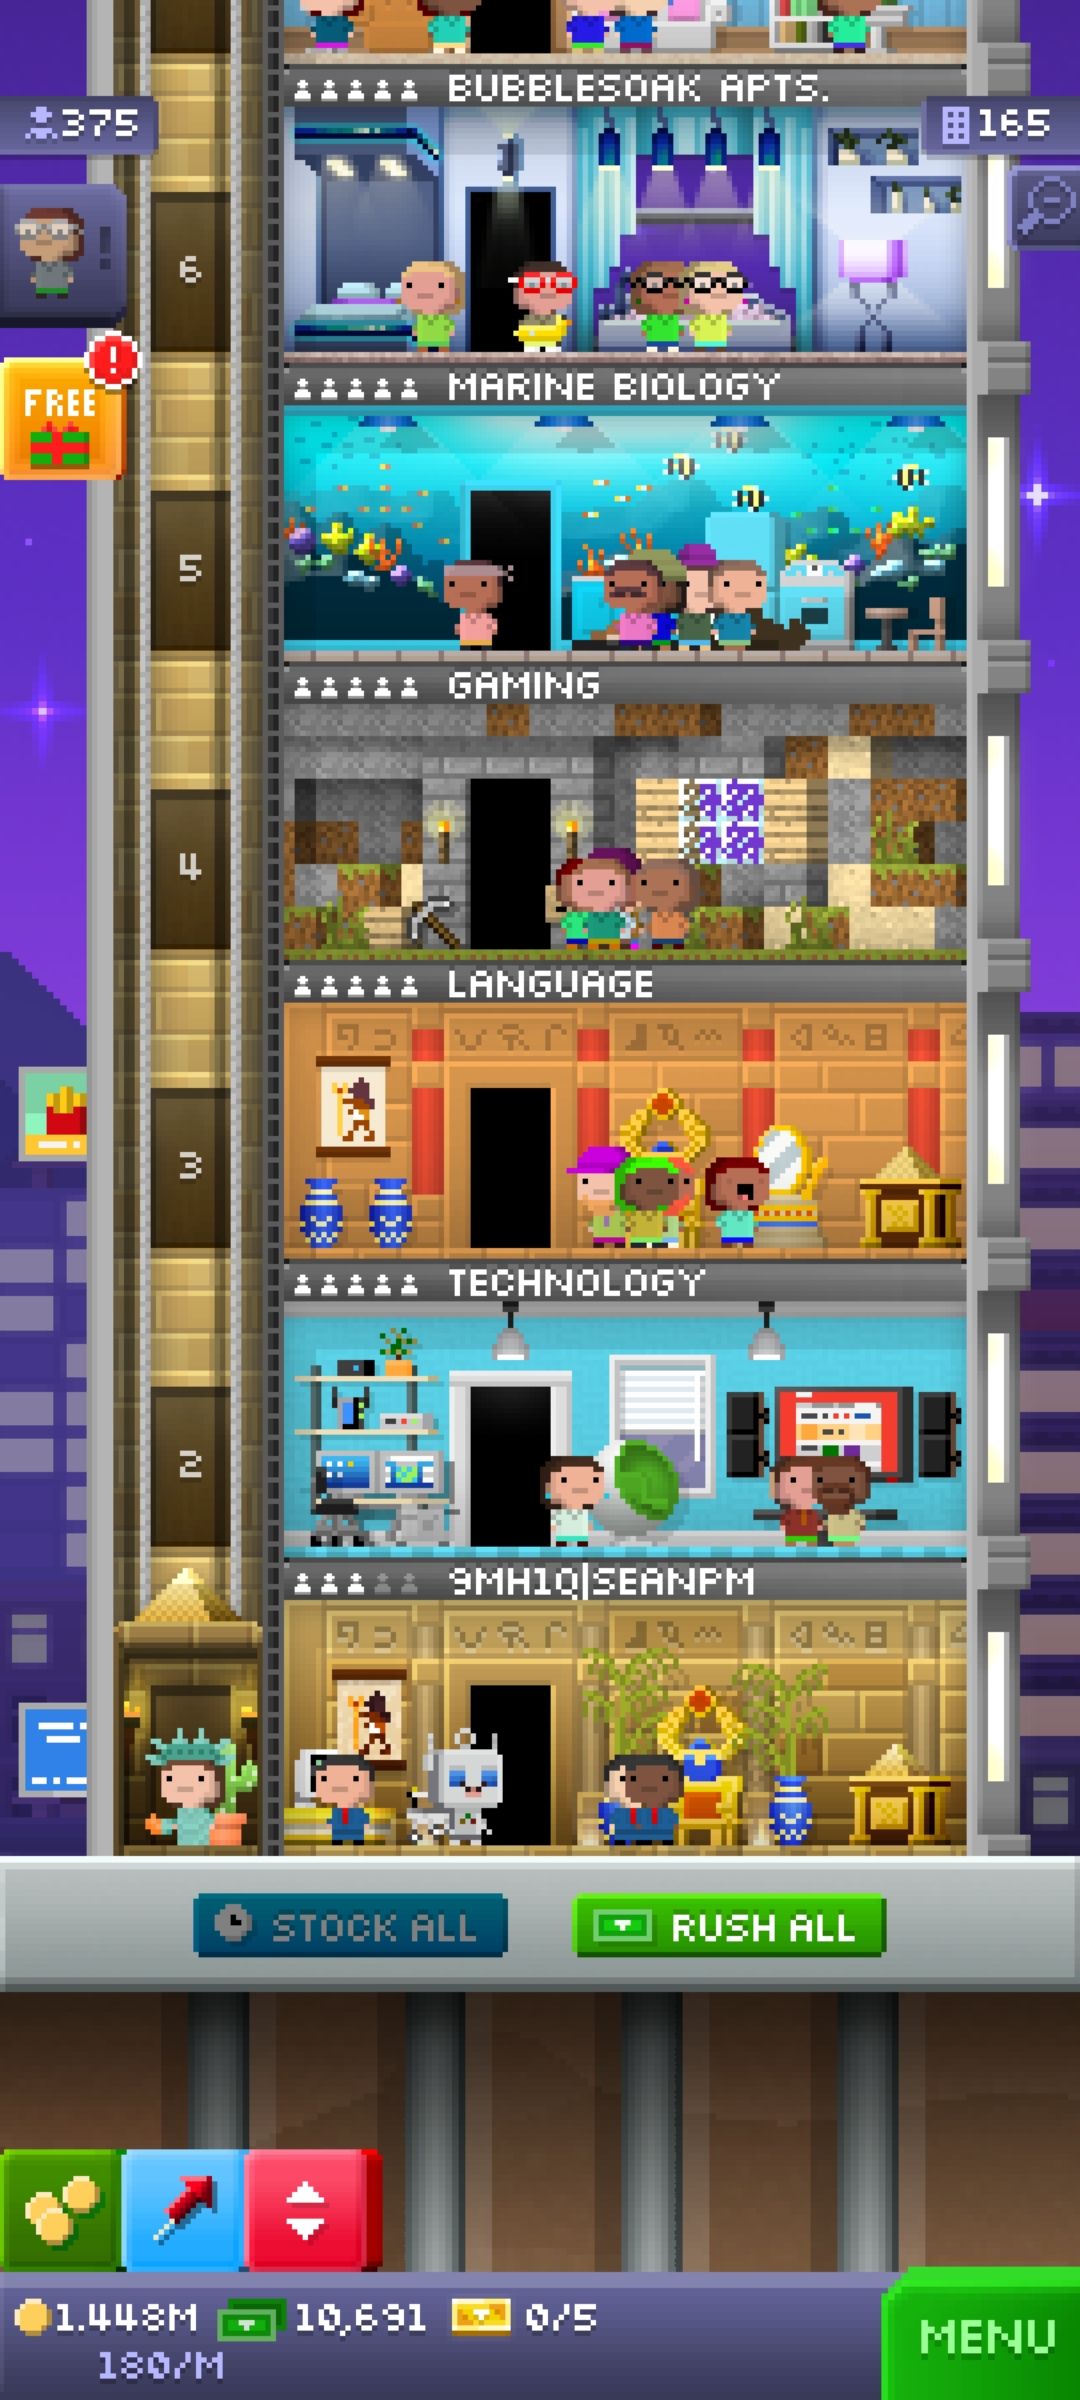 BUBBLESOAK APTS.
375
165
6
FREE
MARINE BIOLOGY
5
GAMING
4
LANGUAGE
3
TECHNOLOGY
2
9MH1Q|SEANPM
STOCK ALL
RUSH ALL
1.448M
10,691
0/5
180/M
MENU